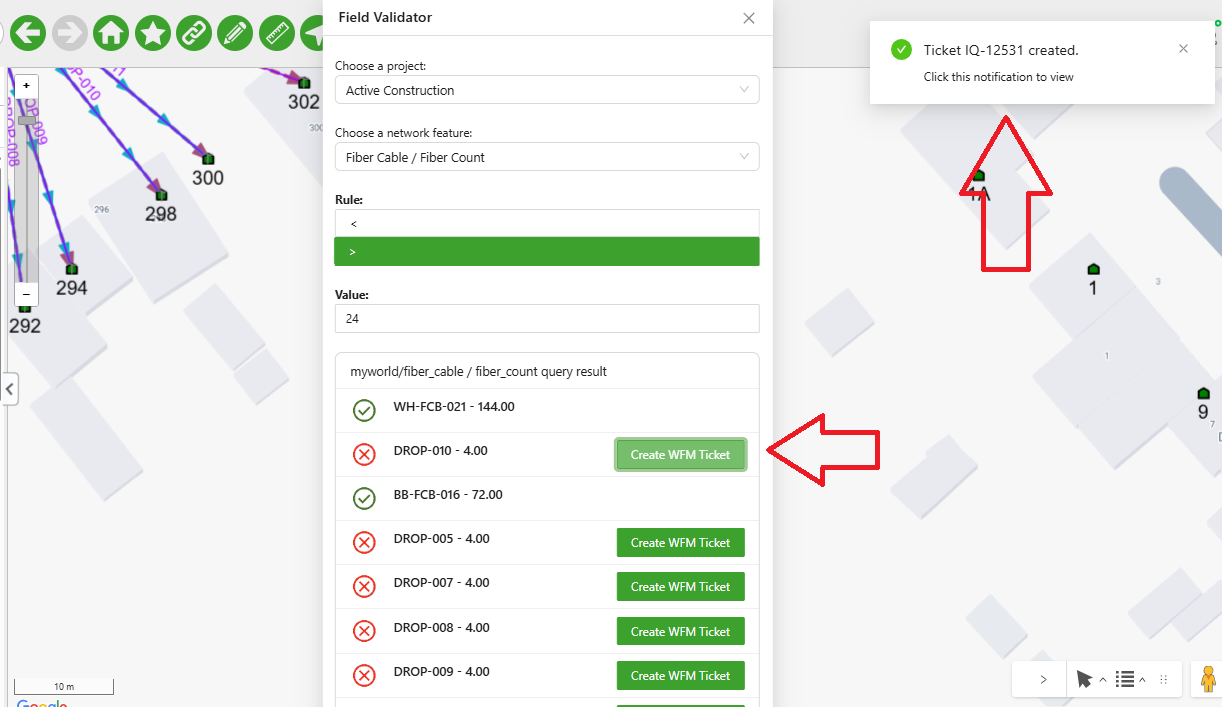 Field Validator
Choose a project:
Active Construction
Choose a network feature:
Fiber Cable / Fiber Count
Rule:
<
>
Value:
24
myworld/fiber_cable / fiber_count query result
WH-FCB-021 - 144.00
DROP-010 - 4.00
Create WFM Ticket
BB-FCB-016 - 72.00
DROP-005 - 4.00
Create WFM Ticket
DROP-007 - 4.00
Create WFM Ticket
DROP-008 - 4.00
Create WFM Ticket
DROP-009 - 4.00
Create WFM Ticket
Ticket IQ-12531 created.
Click this notification to view
DROP-009
DROP-008
302
300
300
298
296
294
292
+
−
10 m
Google
1A
1
3
1
9
7